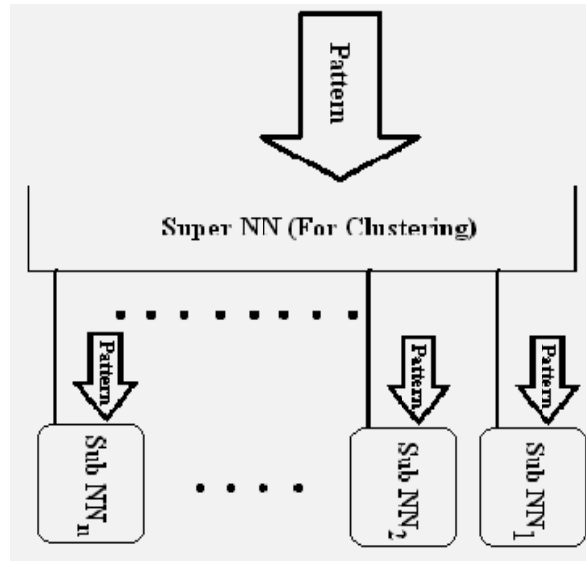 Pattern
Super NN (For Clustering)
Pattern
Pattern
Pattern
Sub NNn
Sub NN2
Sub NN1